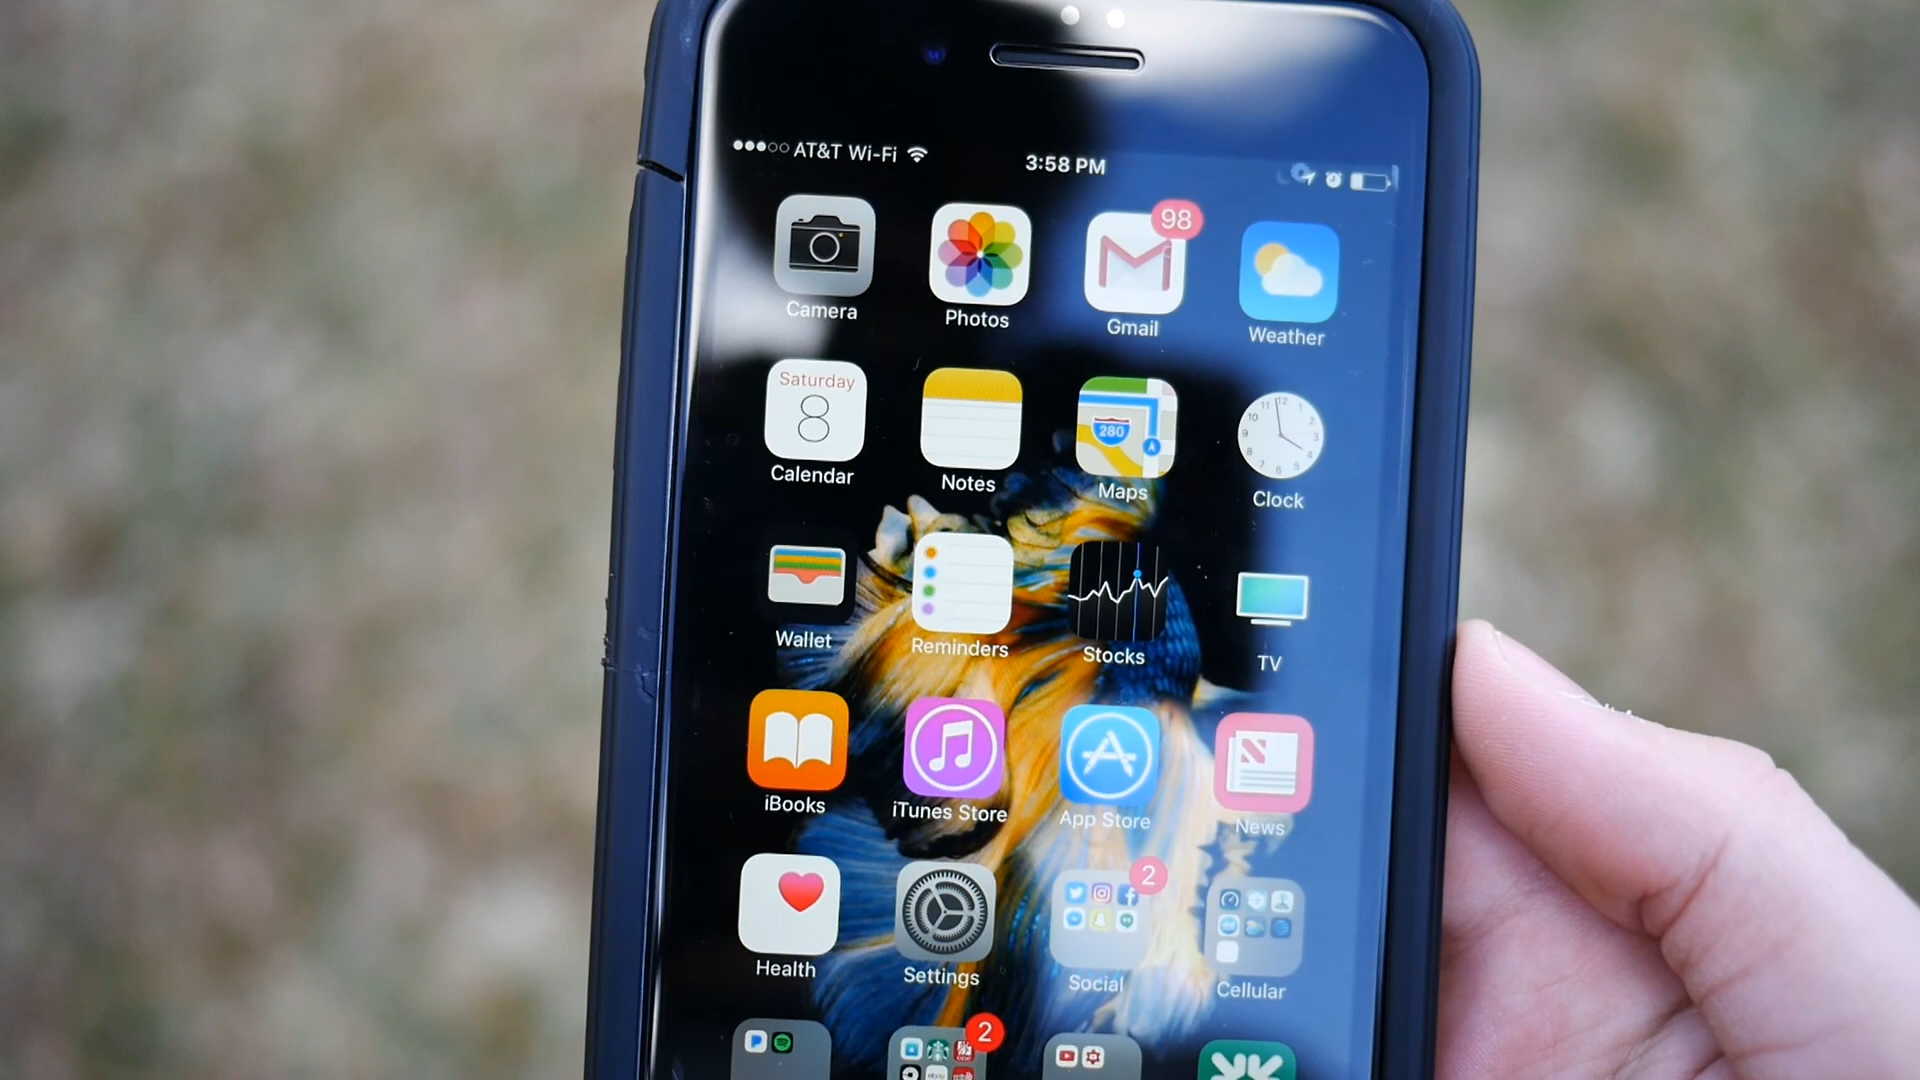 AT&T Wi-Fi 3:58 PM
98
Camera Photos Gmail Weather
Saturday
8
280
Calendar Notes Maps Clock
Wallet Reminders Stocks TV
iBooks iTunes Store App Store News
2
Health Settings Social Cellular
2